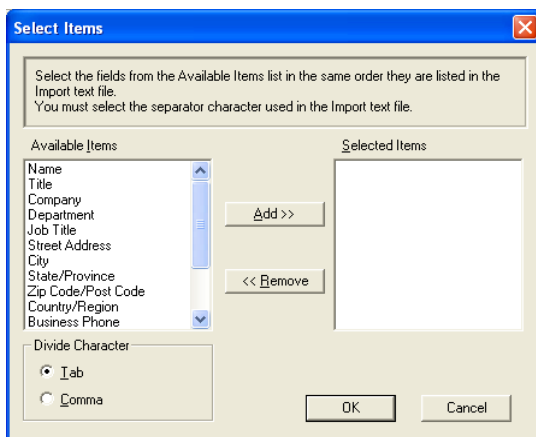 Select Items
Select the fields from the Available Items list in the same order they are listed in the
Import text file.
You must select the separator character used in the Import text file.
Available Items
Selected Items
Name
Title
Company
Department
Job Title
Street Address
City
State/Province
Zip Code/Post Code
Country/Region
Business Phone
Add >>
<< Remove
Divide Character
Tab
Comma
OK
Cancel